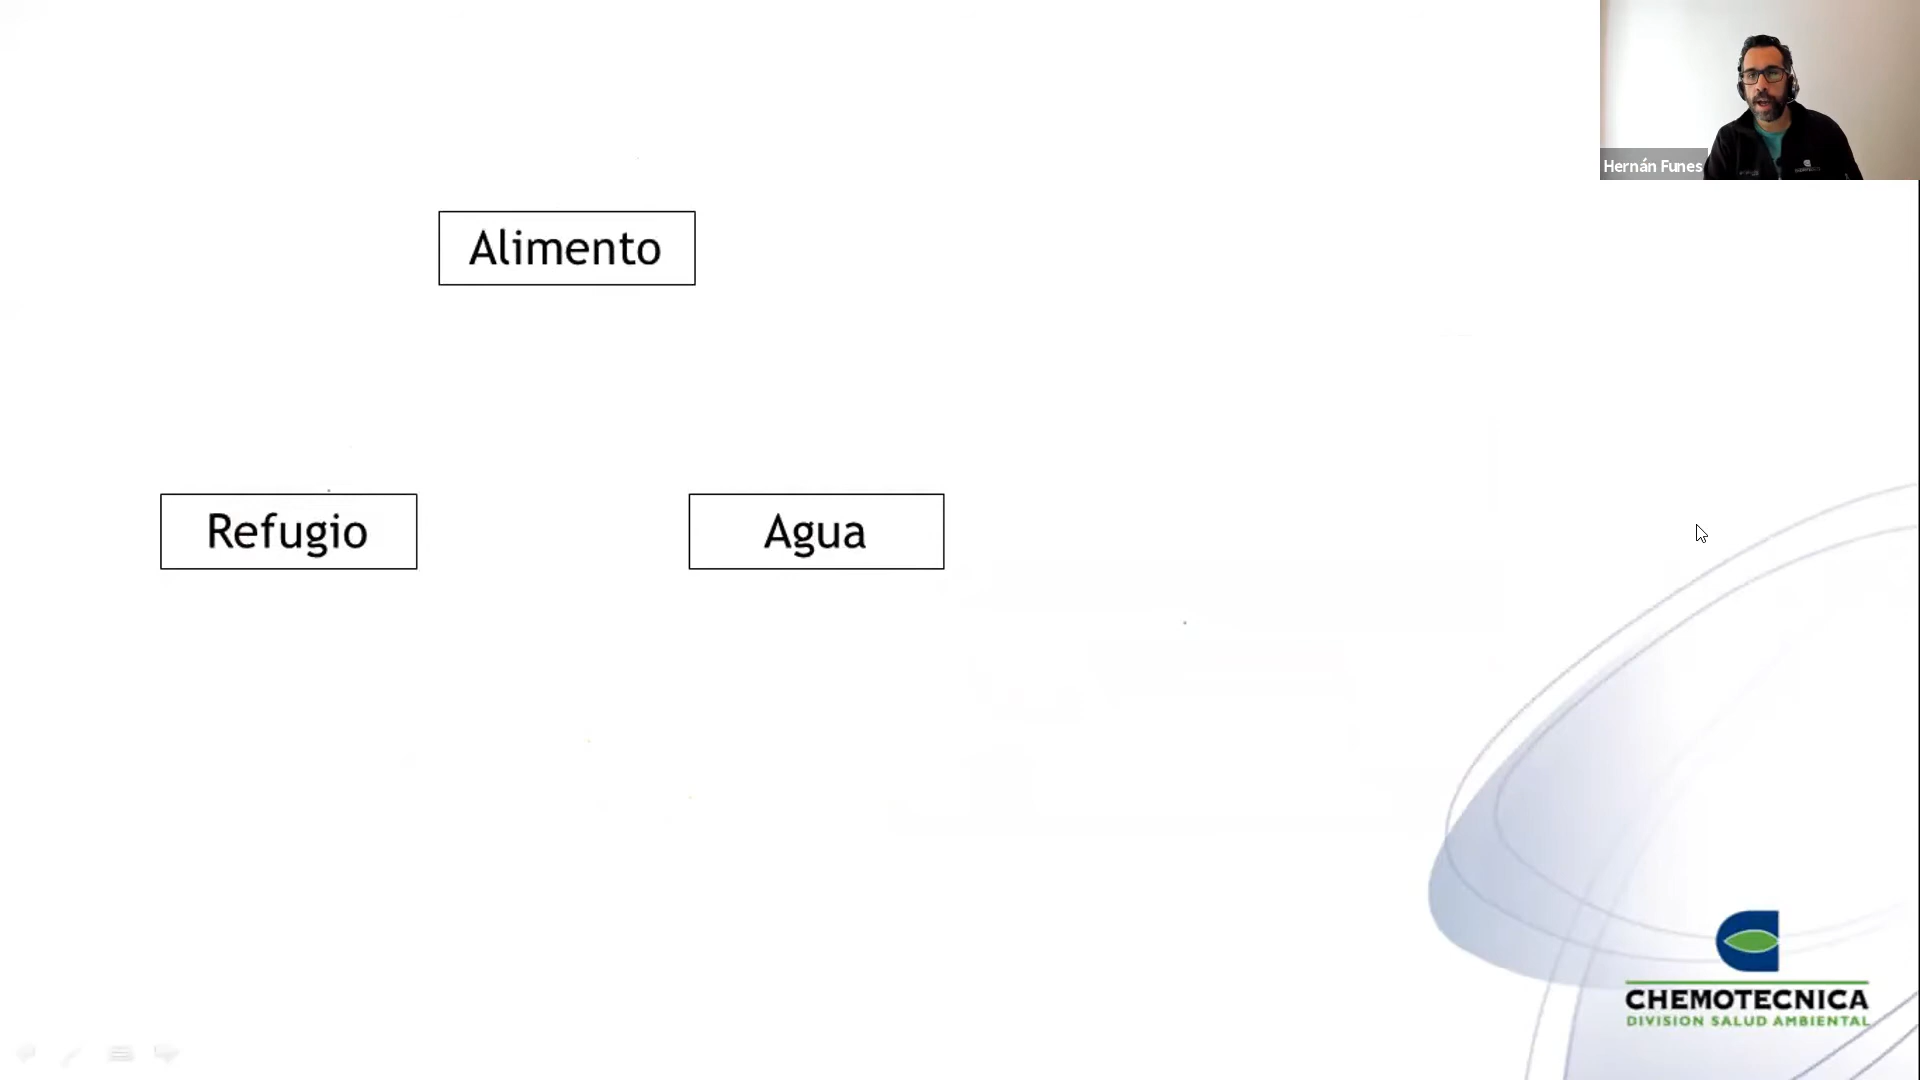 Hernán Funes
Alimento
Refugio
Agua
CHEMOTECNICA
DIVISION SALUD AMBIENTAL